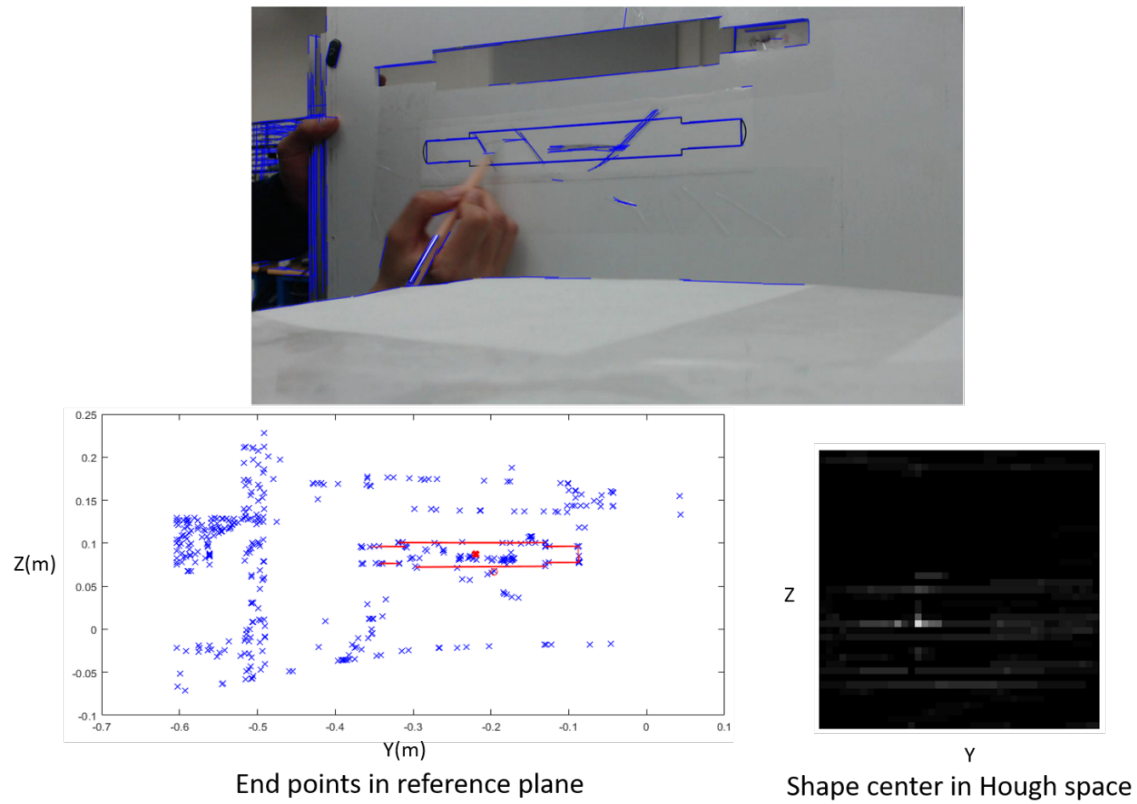 0.25
0.2
0.15
0.1
0.05
0
-0.05
-0.1
Z(m)
-0.7 -0.6 -0.5 -0.4 -0.3 -0.2 -0.1 0 0.1
Y(m)
End points in reference plane
Z
Y
Shape center in Hough space